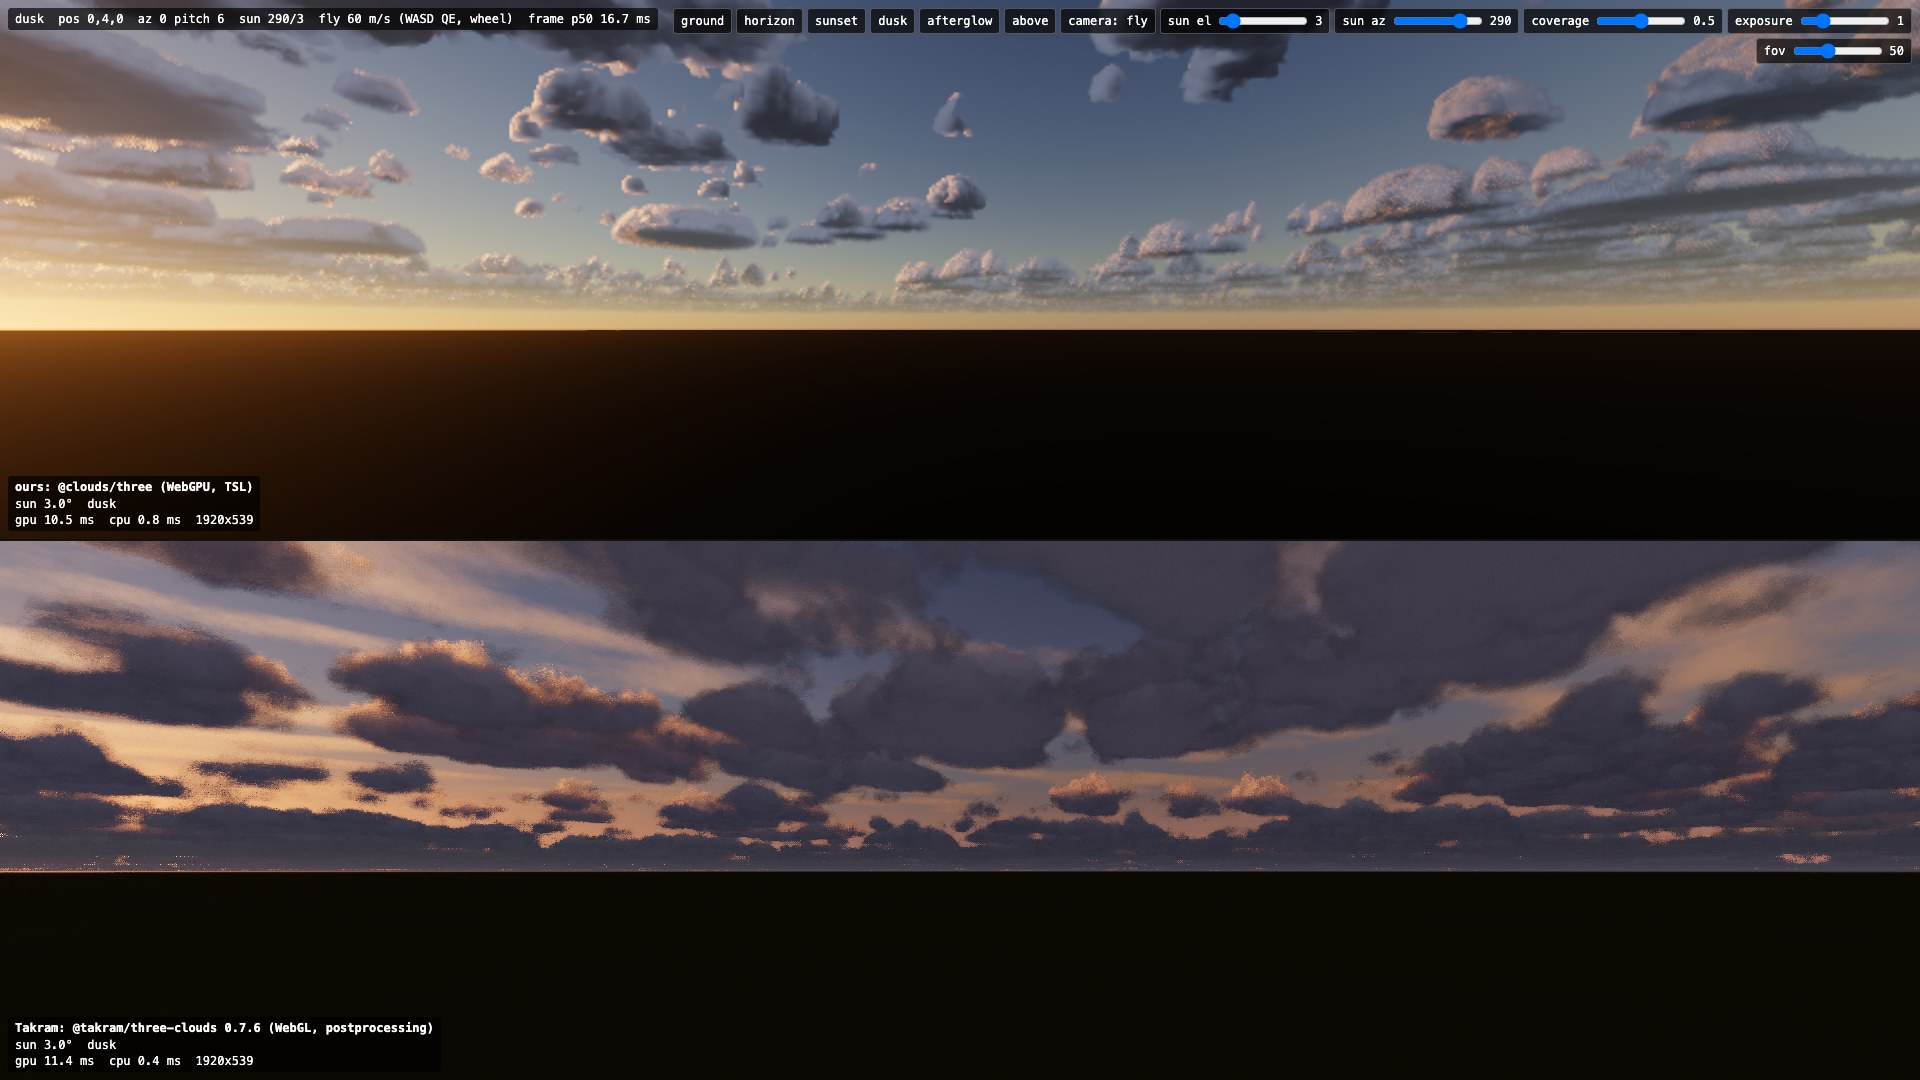 dusk pos 0,4,0 az 0 pitch 6 sun 290/3 fly 60 m/s (WASD QE, wheel) frame p50 16.7 ms
ground
horizon
sunset
dusk
afterglow
above
camera: fly
sun el 3
sun az 290
coverage 0.5
exposure 1
fov 50
ours: @clouds/three (WebGPU, TSL)
sun 3.0° dusk
gpu 10.5 ms cpu 0.8 ms 1920x539
Takram: @takram/three-clouds 0.7.6 (WebGL, postprocessing)
sun 3.0° dusk
gpu 11.4 ms cpu 0.4 ms 1920x539